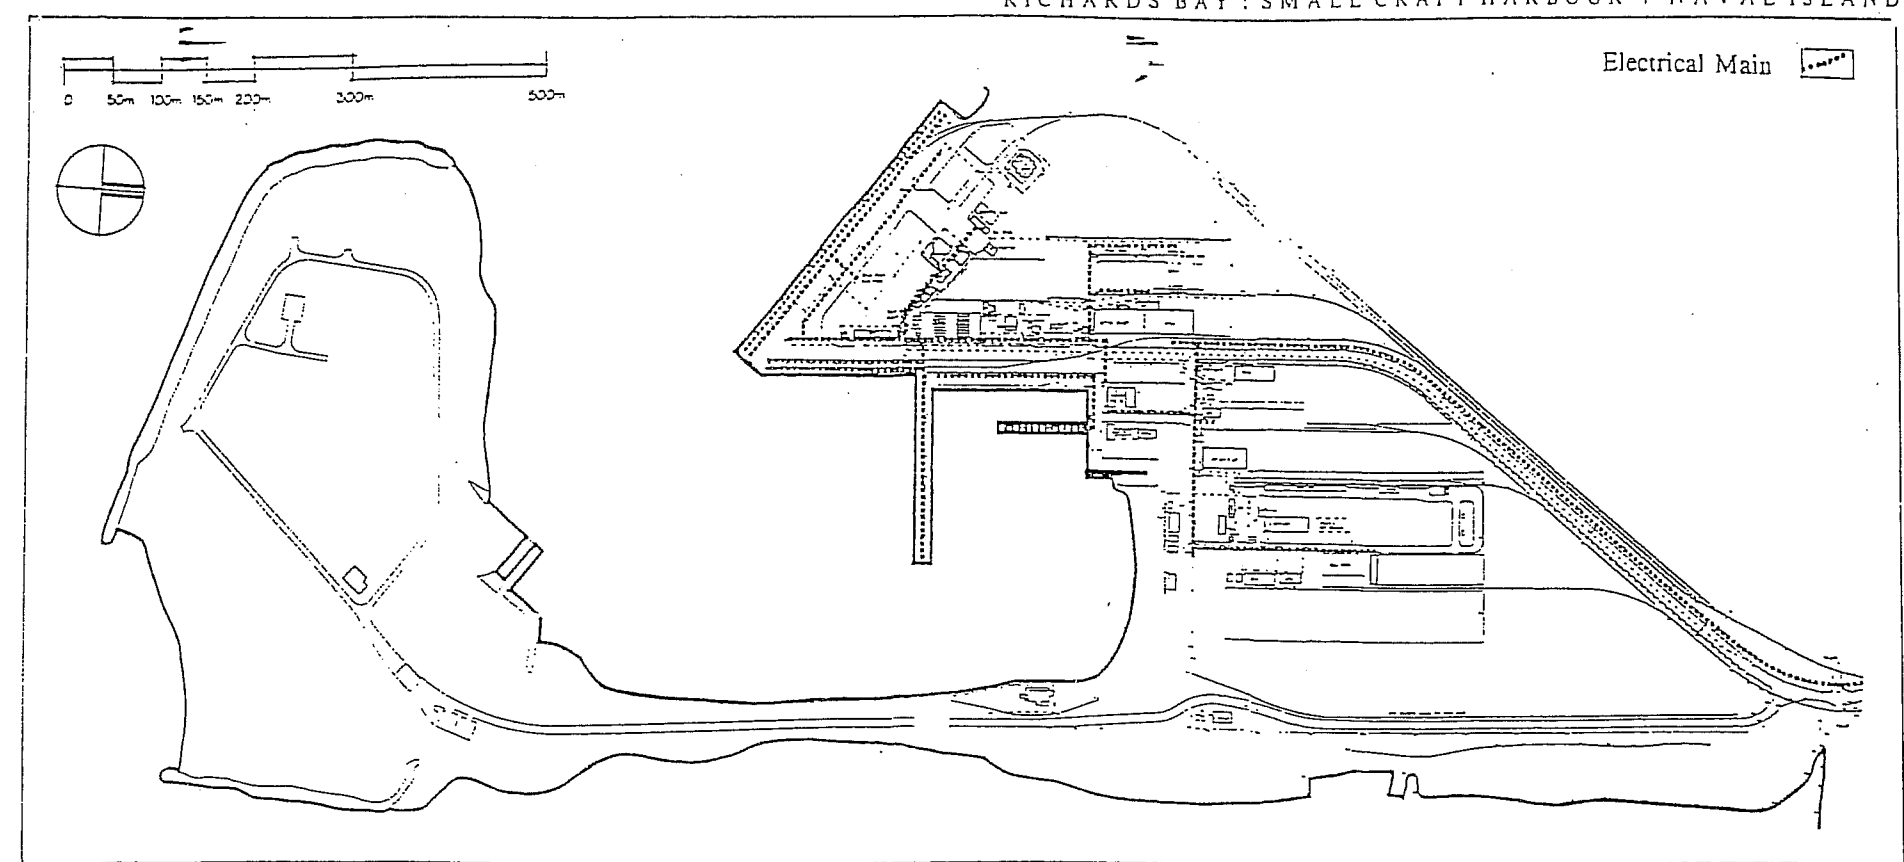 RICHARDS BAY : SMALL CRAFT HARBOUR / NAVAL ISLAND
Electrical Main
0 50m 100m 150m 200m 300m 500m